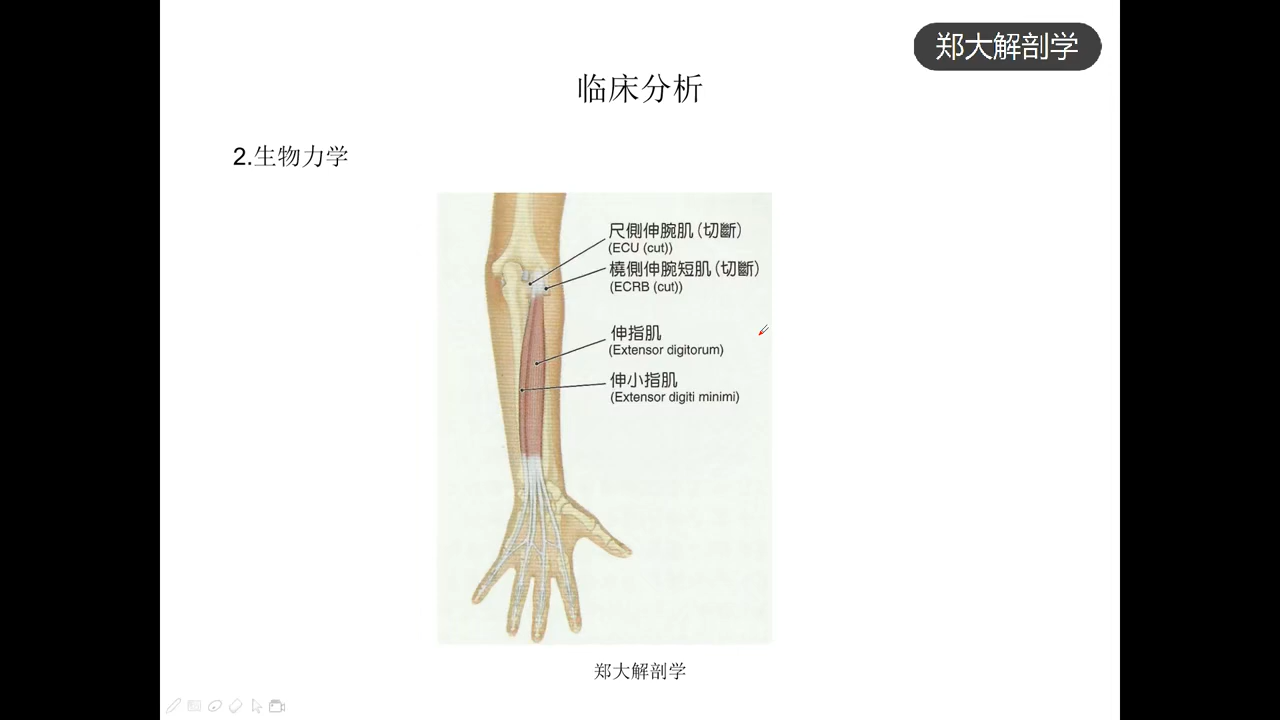 郑大解剖学
临床分析
2.生物力学
尺側伸腕肌(切斷)
(ECU (cut))
橈側伸腕短肌(切斷)
(ECRB (cut))
伸指肌
(Extensor digitorum)
伸小指肌
(Extensor digiti minimi)
郑大解剖学